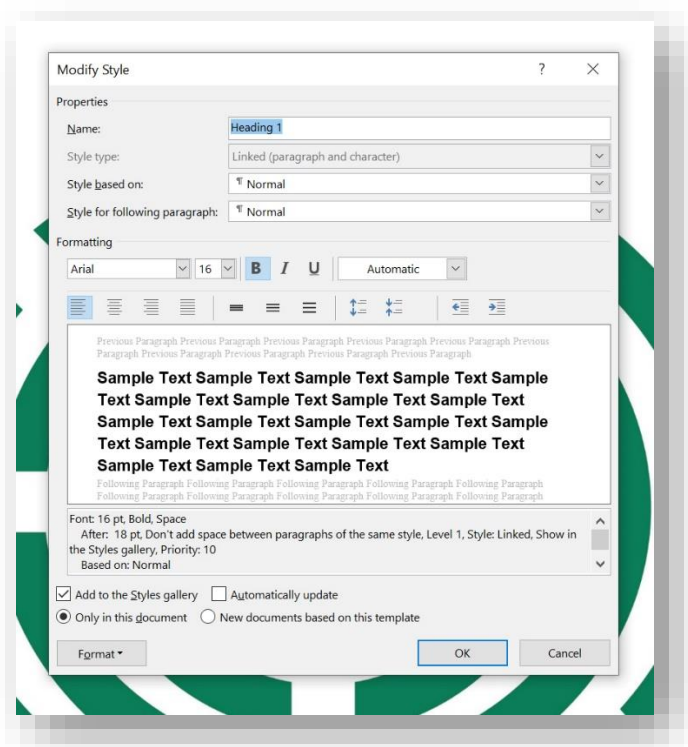 Modify Style ?
Properties
Name: Heading 1
Style type: Linked (paragraph and character)
Style based on: ¶ Normal
Style for following paragraph: ¶ Normal
Formatting
Arial 16 B I U Automatic
Previous Paragraph Previous Paragraph Previous Paragraph Previous Paragraph Previous Paragraph Previous
Paragraph Previous Paragraph Previous Paragraph Previous Paragraph Previous Paragraph
Sample Text Sample Text Sample Text Sample Text Sample
Text Sample Text Sample Text Sample Text Sample Text
Sample Text Sample Text Sample Text Sample Text Sample
Text Sample Text Sample Text Sample Text Sample Text
Sample Text Sample Text Sample Text
Following Paragraph Following Paragraph Following Paragraph Following Paragraph Following Paragraph
Following Paragraph Following Paragraph Following Paragraph Following Paragraph Following Paragraph
Font: 16 pt, Bold, Space
After: 18 pt, Don't add space between paragraphs of the same style, Level 1, Style: Linked, Show in
the Styles gallery, Priority: 10
Based on: Normal
Add to the Styles gallery Automatically update
Only in this document New documents based on this template
Format OK Cancel